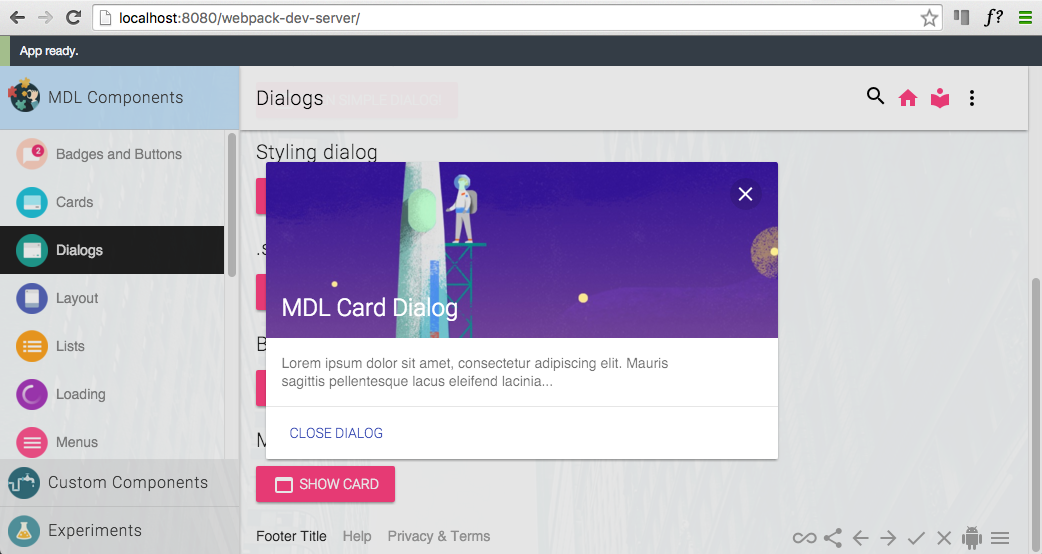 localhost:8080/webpack-dev-server/
f?
App ready.
MDL Components
Dialogs
2
Badges and Buttons
Cards
Dialogs
Layout
Lists
Loading
Menus
Custom Components
Experiments
Styling dialog
MDL Card Dialog
Lorem ipsum dolor sit amet, consectetur adipiscing elit. Mauris
sagittis pellentesque lacus eleifend lacinia...
CLOSE DIALOG
SHOW CARD
Footer Title Help Privacy & Terms